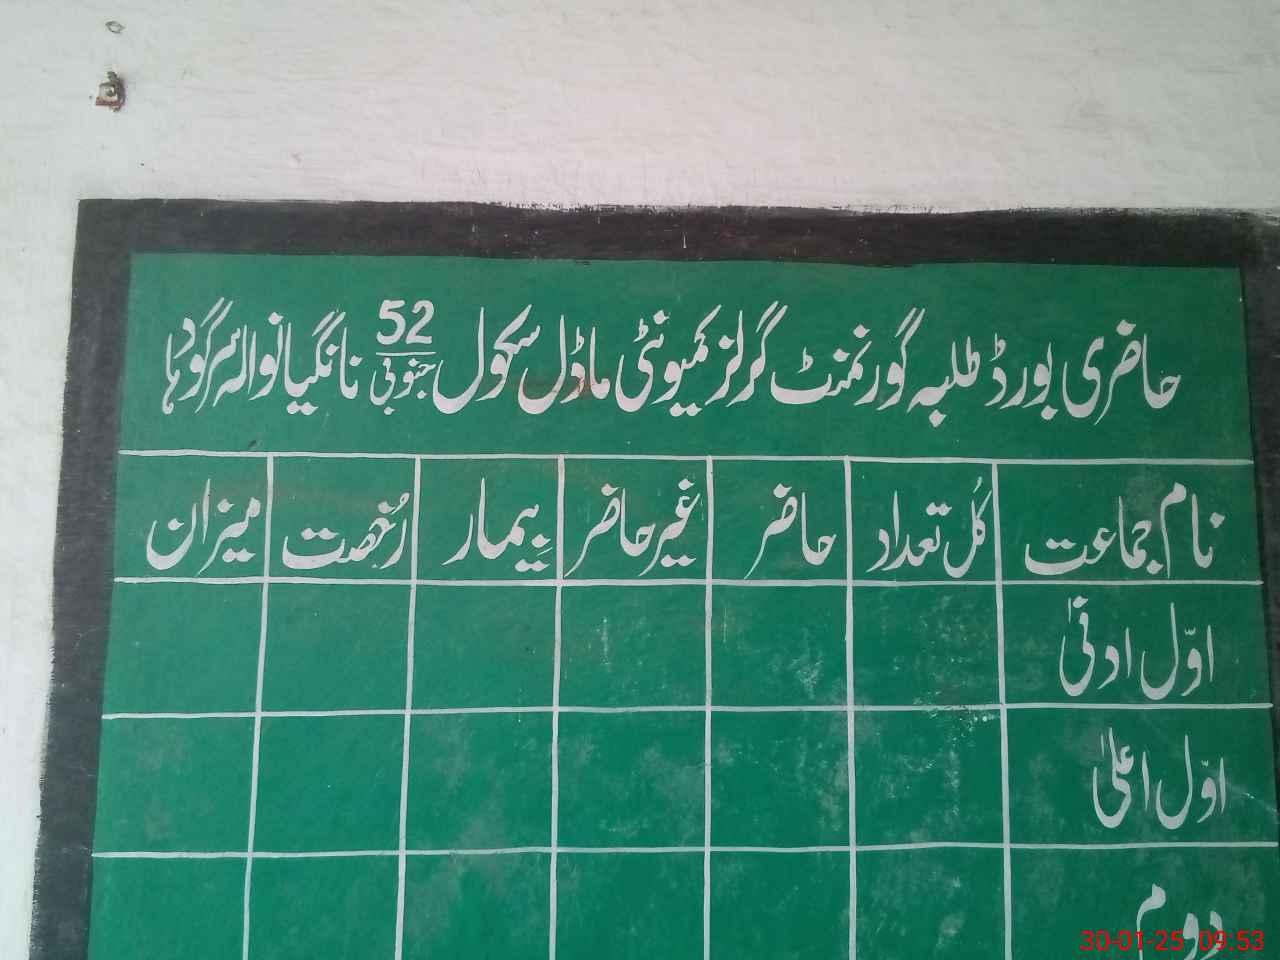 حاضری بورڈ طلبہ گورنمنٹ گرلز کمیونٹی ماڈل سکول 52 جنوبی نانگیانوالہ سرگودہا
نام جماعت کُل تعداد حاضر غیر حاضر بیمار رُخصت میزان
اوّل ادنیٰ
اوّل اعلیٰ
دوم
30-01-25 09:53